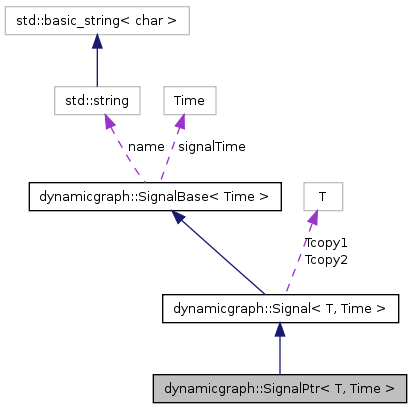 std::basic_string< char >
std::string
Time
name
signalTime
dynamicgraph::SignalBase< Time >
T
Tcopy1
Tcopy2
dynamicgraph::Signal< T, Time >
dynamicgraph::SignalPtr< T, Time >